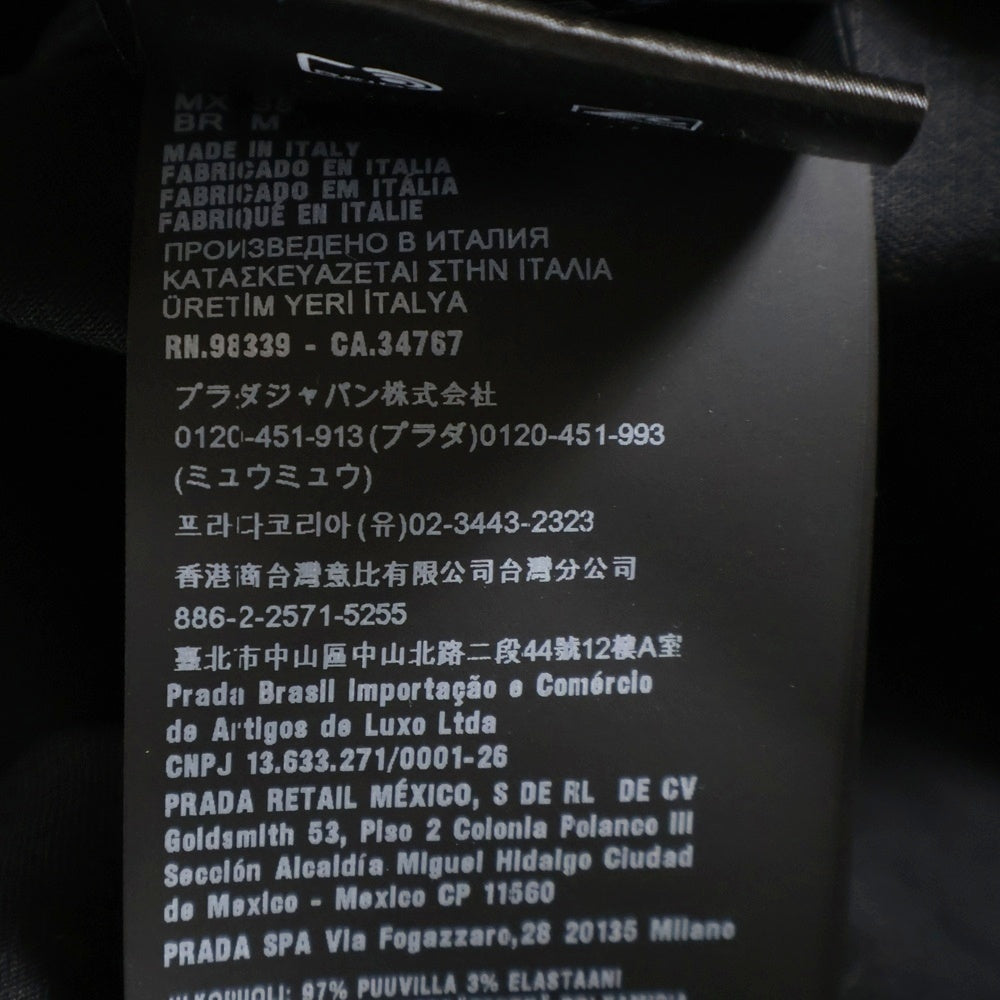 MX 38
BR M
MADE IN ITALY
FABRICADO EN ITALIA
FABRICADO EM ITÁLIA
FABRIQUÉ EN ITALIE
ПРОИЗВЕДЕНО В ИТАЛИЯ
ΚΑΤΑΣΚΕΥΑΖΕΤΑΙ ΣΤΗΝ ΙΤΑΛΙΑ
ÜRETİM YERİ İTALYA
RN.98339 - CA.34767
プラダジャパン株式会社
0120-451-913(プラダ)0120-451-993
(ミュウミュウ)
프라다코리아(유)02-3443-2323
香港商台灣意比有限公司台灣分公司
886-2-2571-5255
臺北市中山區中山北路二段44號12樓A室
Prada Brasil Importação e Comércio
de Artigos de Luxo Ltda
CNPJ 13.633.271/0001-26
PRADA RETAIL MÉXICO, S DE RL DE CV
Goldsmith 53, Piso 2 Colonia Polanco III
Sección Alcaldía Miguel Hidalgo Ciudad
de Mexico - Mexico CP 11560
PRADA SPA Via Fogazzaro,28 20135 Milano
97% PUUVILLA 3% ELASTAANI